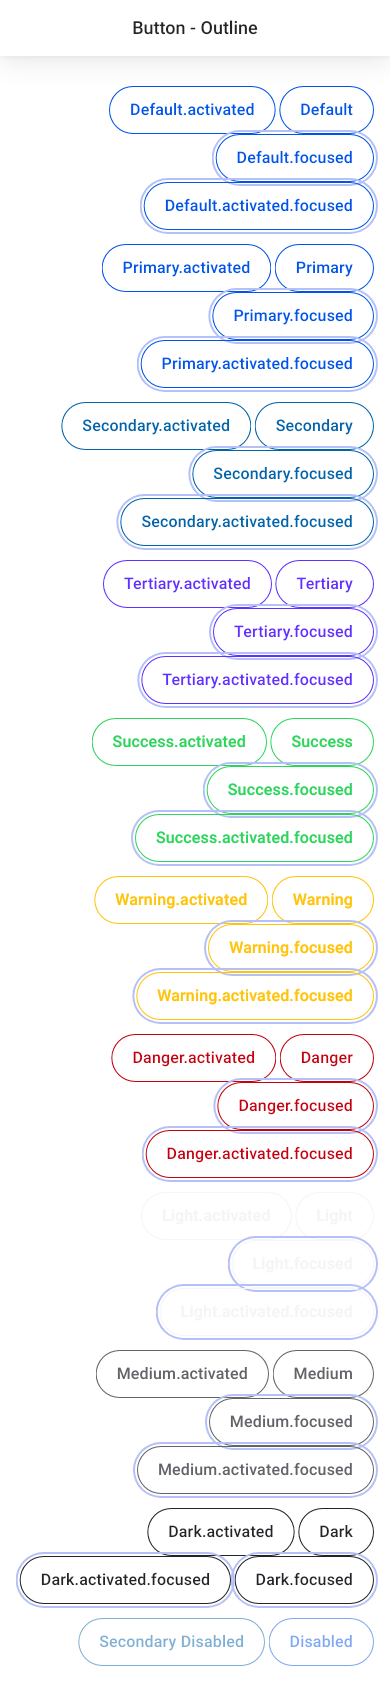 Button - Outline
Default.activated Default
Default.focused
Default.activated.focused
Primary.activated Primary
Primary.focused
Primary.activated.focused
Secondary.activated Secondary
Secondary.focused
Secondary.activated.focused
Tertiary.activated Tertiary
Tertiary.focused
Tertiary.activated.focused
Success.activated Success
Success.focused
Success.activated.focused
Warning.activated Warning
Warning.focused
Warning.activated.focused
Danger.activated Danger
Danger.focused
Danger.activated.focused
Light.activated Light
Light.focused
Light.activated.focused
Medium.activated Medium
Medium.focused
Medium.activated.focused
Dark.activated Dark
Dark.activated.focused Dark.focused
Secondary Disabled Disabled